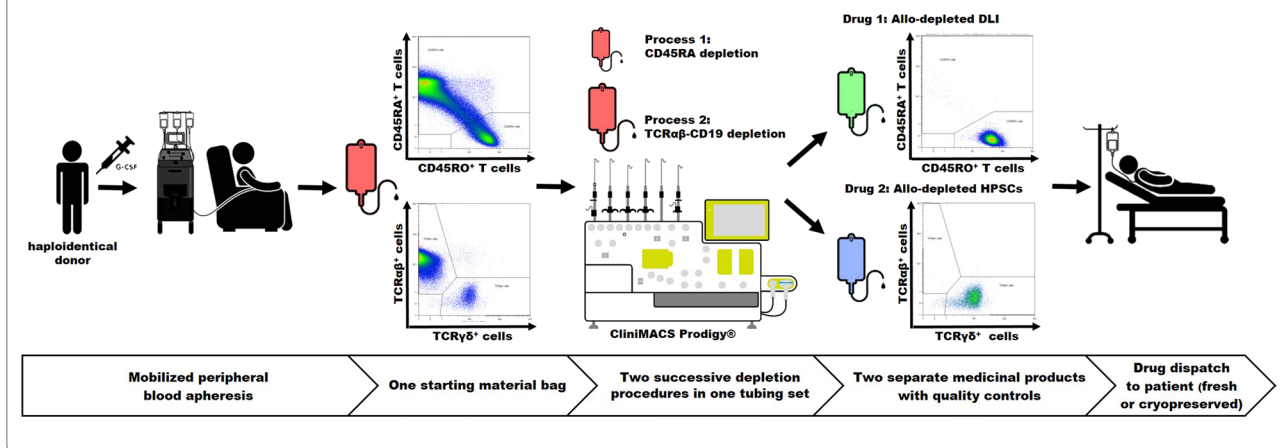 Drug 1: Allo-depleted DLI
Process 1:
CD45RA depletion
Process 2:
TCRαβ-CD19 depletion
CD45RA⁺ T cells
CD45RO⁺ T cells
CD45RA⁺ T cells
CD45RO⁺ T cells
G-CSF
haploidentical
donor
Drug 2: Allo-depleted HPSCs
TCRαβ⁺ cells
TCRγδ⁺ cells
CliniMACS Prodigy®
TCRαβ⁺ cells
TCRγδ⁺ cells
Mobilized peripheral
blood apheresis
One starting material bag
Two successive depletion
procedures in one tubing set
Two separate medicinal products
with quality controls
Drug dispatch
to patient (fresh
or cryopreserved)